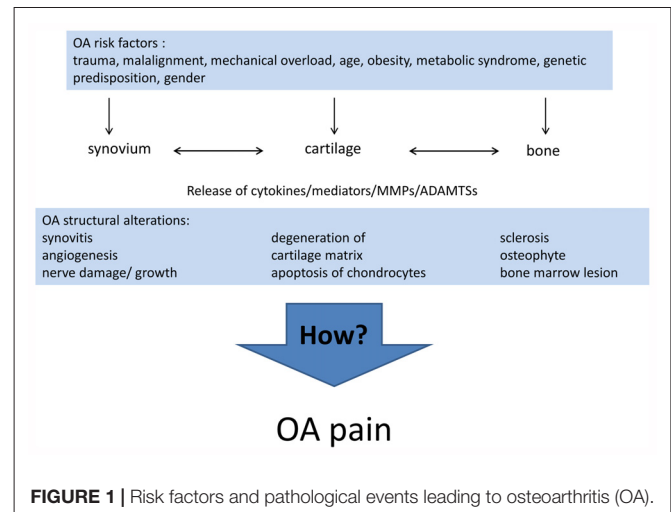 OA risk factors :
trauma, malalignment, mechanical overload, age, obesity, metabolic syndrome, genetic
predisposition, gender
synovium cartilage bone
Release of cytokines/mediators/MMPs/ADAMTSs
OA structural alterations:
synovitis degeneration of sclerosis
angiogenesis cartilage matrix osteophyte
nerve damage/ growth apoptosis of chondrocytes bone marrow lesion
How?
OA pain
FIGURE 1 | Risk factors and pathological events leading to osteoarthritis (OA).